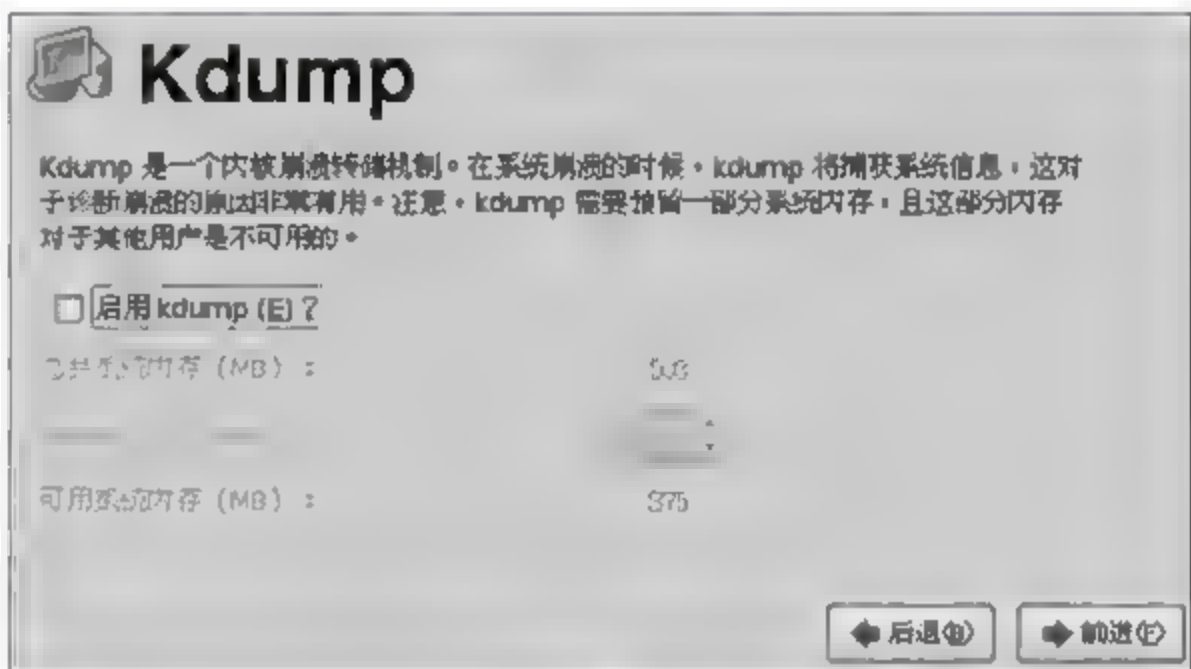 Kdump
Kdump 是一个内核崩溃转储机制。在系统崩溃的时候,kdump 将捕获系统信息,这对
于诊断崩溃的原因非常有用。注意,kdump 需要预留一部分系统内存,且这部分内存
对于其他用户是不可用的。
启用 kdump (E) ?
内存 (MB) :
可用系统内存 (MB) : 375
后退(B) 前进(F)